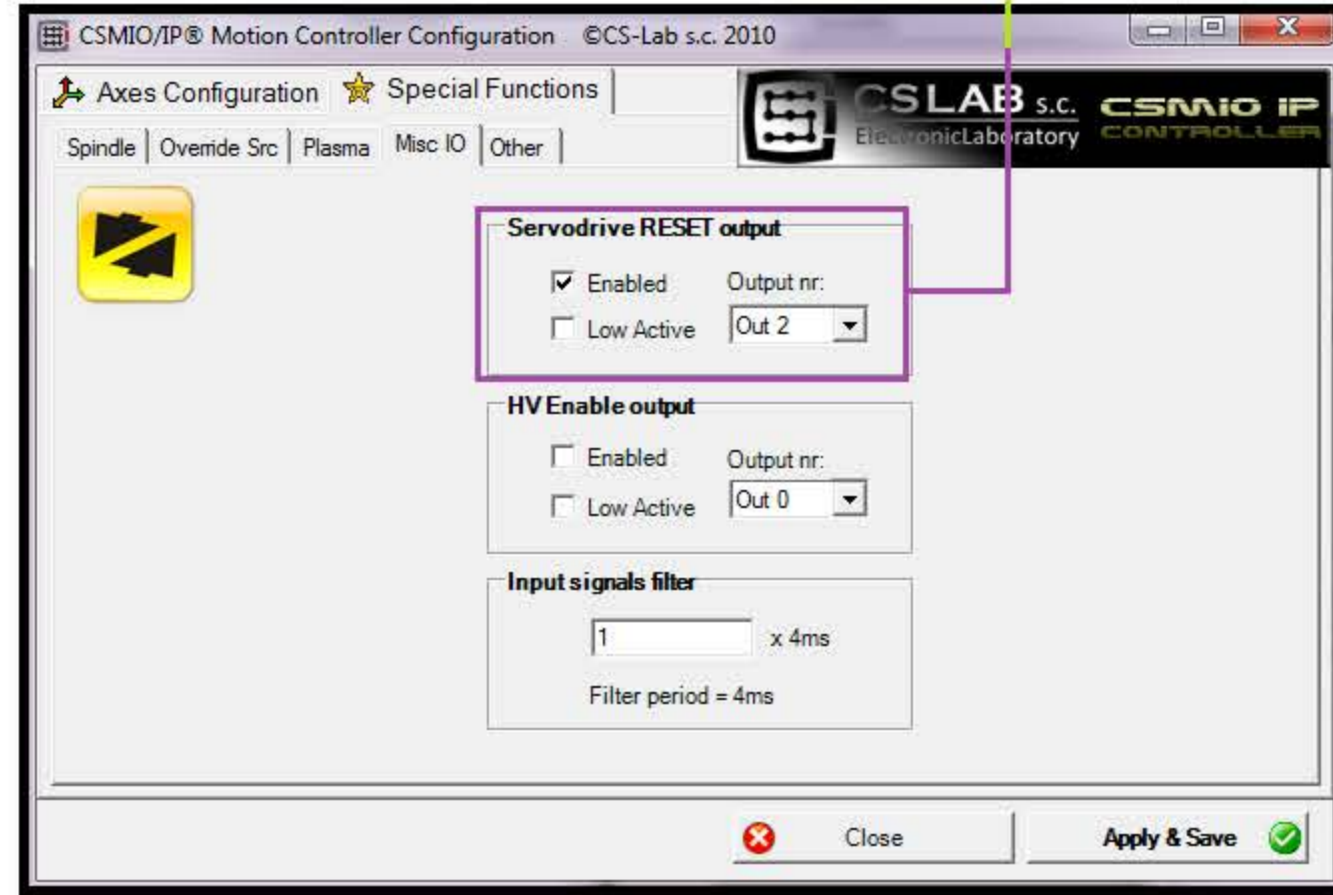 CSMIO/IP® Motion Controller Configuration ©CS-Lab s.c. 2010
Axes Configuration Special Functions
CSLAB s.c. CSMIO IP
ElectronicLaboratory CONTROLLER
Spindle Override Src Plasma Misc IO Other
Servodrive RESET output
Enabled Output nr:
Low Active Out 2
HV Enable output
Enabled Output nr:
Low Active Out 0
Input signals filter
1 x 4ms
Filter period = 4ms
Close Apply & Save